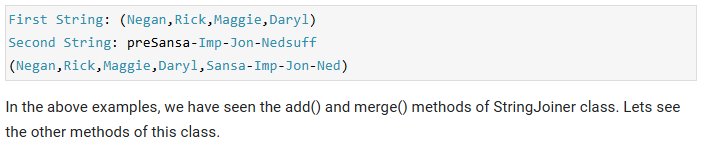 First String: (Negan,Rick,Maggie,Daryl)
Second String: preSansa-Imp-Jon-Nedsuff
(Negan,Rick,Maggie,Daryl,Sansa-Imp-Jon-Ned)
In the above examples, we have seen the add() and merge() methods of StringJoiner class. Lets see
the other methods of this class.